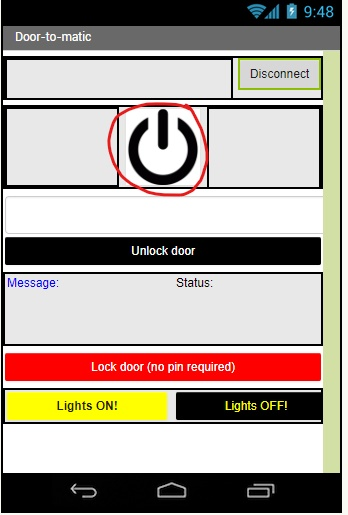 9:48
Door-to-matic
Disconnect
Unlock door
Message: Status:
Lock door (no pin required)
Lights ON! Lights OFF!